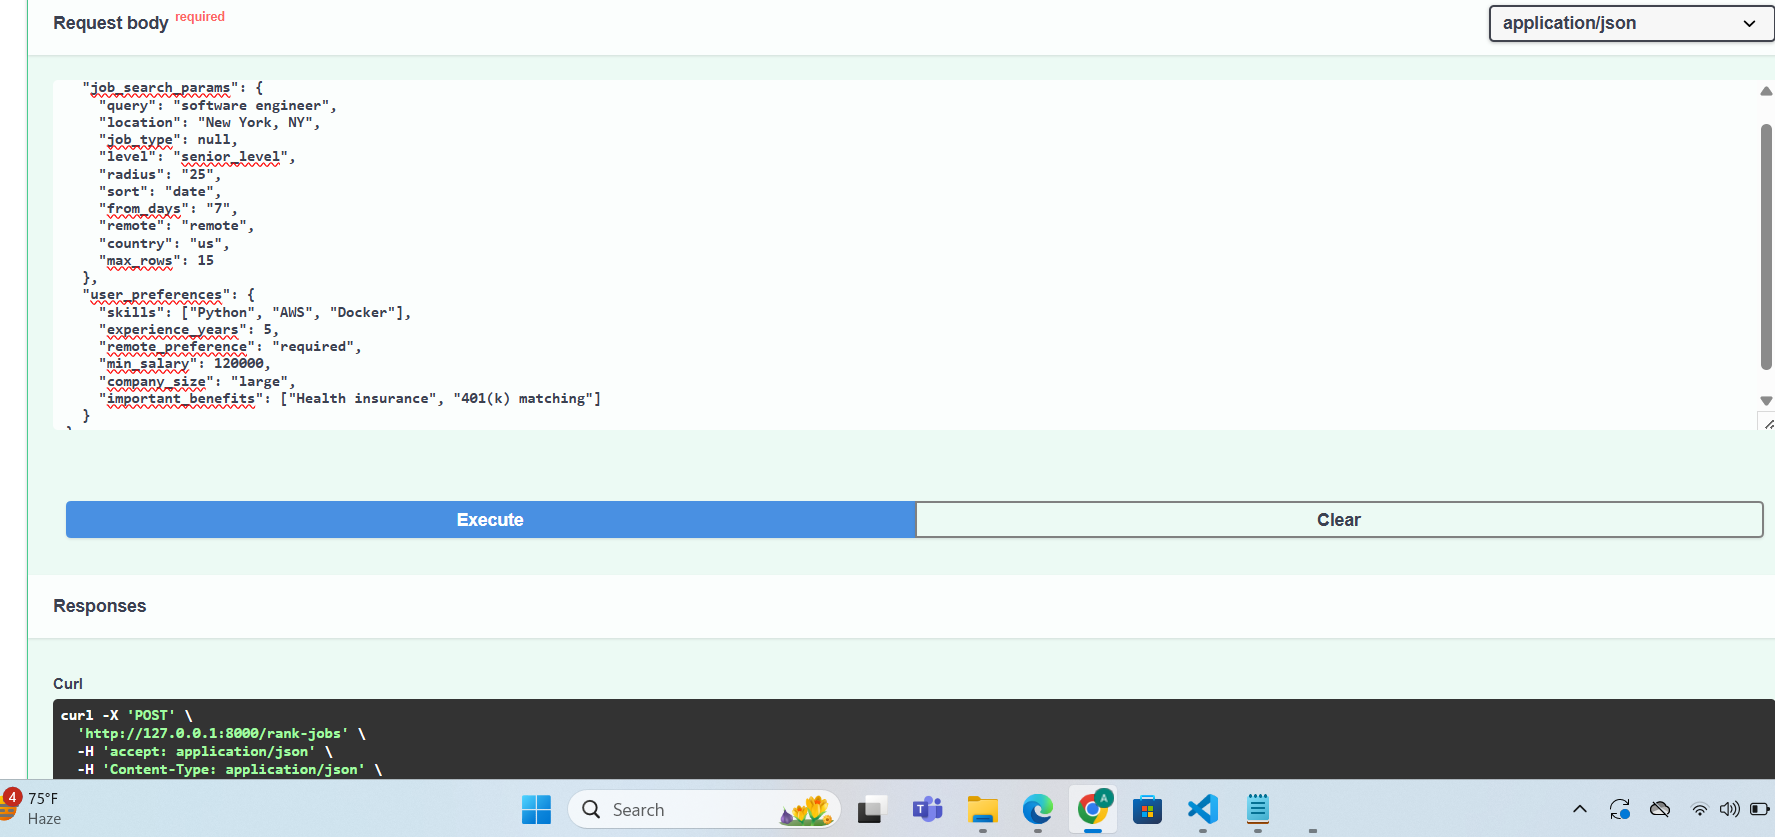 Request body required
application/json
"job_search_params": {
"query": "software engineer",
"location": "New York, NY",
"job_type": null,
"level": "senior_level",
"radius": "25",
"sort": "date",
"from_days": "7",
"remote": "remote",
"country": "us",
"max_rows": 15
},
"user_preferences": {
"skills": ["Python", "AWS", "Docker"],
"experience_years": 5,
"remote_preference": "required",
"min_salary": 120000,
"company_size": "large",
"important_benefits": ["Health insurance", "401(k) matching"]
}
Execute
Clear
Responses
Curl
curl -X 'POST' \
'http://127.0.0.1:8000/rank-jobs' \
-H 'accept: application/json' \
-H 'Content-Type: application/json' \
4
75°F
Haze
Search
T
A